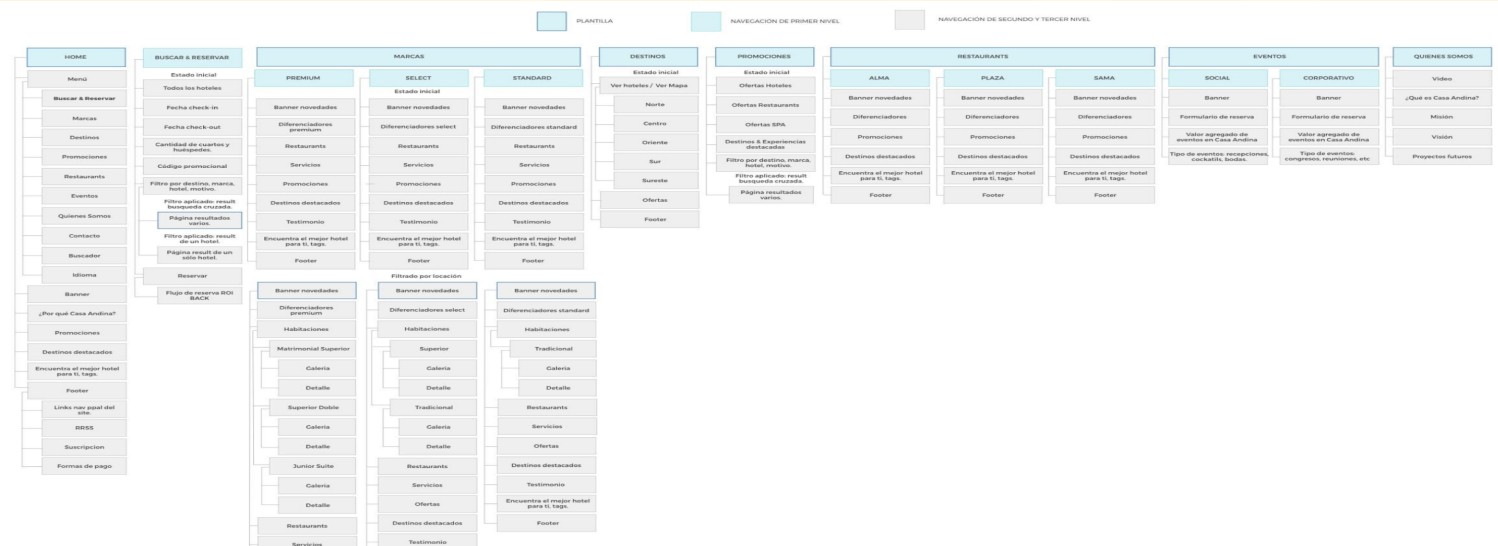 PLANTILLA
NAVEGACIÓN DE PRIMER NIVEL
NAVEGACIÓN DE SEGUNDO Y TERCER NIVEL
HOME
Menú
Buscar & Reservar
Marcas
Destinos
Promociones
Restaurants
Eventos
Quienes Somos
Contacto
Buscador
Idioma
Banner
¿Por qué Casa Andina?
Promociones
Destinos destacados
Encuentra el mejor hotel
para ti, tags.
Footer
Links nav ppal del
site.
RRSS
Suscripcion
Formas de pago
BUSCAR & RESERVAR
Estado inicial
Todos los hoteles
Fecha check-in
Fecha check-out
Cantidad de cuartos y
huéspedes.
Código promocional
Filtro por destino, marca,
hotel, motivo.
Filtro aplicado: result
busqueda cruzada.
Página resultados
varios.
Filtro aplicado: result
de un hotel.
Página result de un
sólo hotel.
Reservar
Flujo de reserva ROI
BACK
MARCAS
PREMIUM
Banner novedades
Diferenciadores
premium
Restaurants
Servicios
Promociones
Destinos destacados
Testimonio
Encuentra el mejor hotel
para ti, tags.
Footer
SELECT
Estado inicial
Banner novedades
Diferenciadores select
Restaurants
Servicios
Promociones
Destinos destacados
Testimonio
Encuentra el mejor hotel
para ti, tags.
Footer
STANDARD
Banner novedades
Diferenciadores standard
Restaurants
Servicios
Promociones
Destinos destacados
Testimonio
Encuentra el mejor hotel
para ti, tags.
Footer
Filtrado por locación
Banner novedades
Diferenciadores
premium
Habitaciones
Matrimonial Superior
Galeria
Detalle
Superior Doble
Galeria
Detalle
Junior Suite
Galeria
Detalle
Restaurants
Servicios
Banner novedades
Diferenciadores select
Habitaciones
Superior
Galeria
Detalle
Tradicional
Galeria
Detalle
Restaurants
Servicios
Ofertas
Destinos destacados
Testimonio
Banner novedades
Diferenciadores standard
Habitaciones
Tradicional
Galeria
Detalle
Restaurants
Servicios
Ofertas
Destinos destacados
Testimonio
Encuentra el mejor hotel
para ti, tags.
Footer
DESTINOS
Estado inicial
Ver hoteles / Ver Mapa
Norte
Centro
Oriente
Sur
Sureste
Ofertas
Footer
PROMOCIONES
Estado inicial
Ofertas Hoteles
Ofertas Restaurants
Ofertas SPA
Destinos & Experiencias
destacadas
Filtro por destino, marca,
hotel, motivo.
Filtro aplicado: result
busqueda cruzada.
Página resultados
varios.
RESTAURANTS
ALMA
Banner novedades
Diferenciadores
Promociones
Destinos destacados
Encuentra el mejor hotel
para ti, tags.
Footer
PLAZA
Banner novedades
Diferenciadores
Promociones
Destinos destacados
Encuentra el mejor hotel
para ti, tags.
Footer
SAMA
Banner novedades
Diferenciadores
Promociones
Destinos destacados
Encuentra el mejor hotel
para ti, tags.
Footer
EVENTOS
SOCIAL
Banner
Formulario de reserva
Valor agregado de
eventos en Casa Andina
Tipo de eventos: recepciones,
cockatils, bodas.
CORPORATIVO
Banner
Formulario de reserva
Valor agregado de
eventos en Casa Andina
Tipo de eventos:
congresos, reuniones, etc
QUIENES SOMOS
Video
¿Qué es Casa Andina?
Misión
Visión
Proyectos futuros